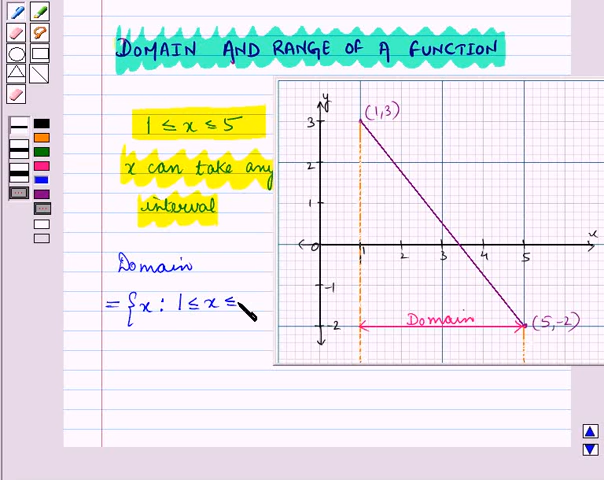 DOMAIN AND RANGE OF A FUNCTION
1 ≤ x ≤ 5
x can take any
interval
Domain
= {x : 1 ≤ x ≤
y
(1,3)
3
2
1
0
1
2
3
4
5
x
-1
-2
Domain
(5,-2)